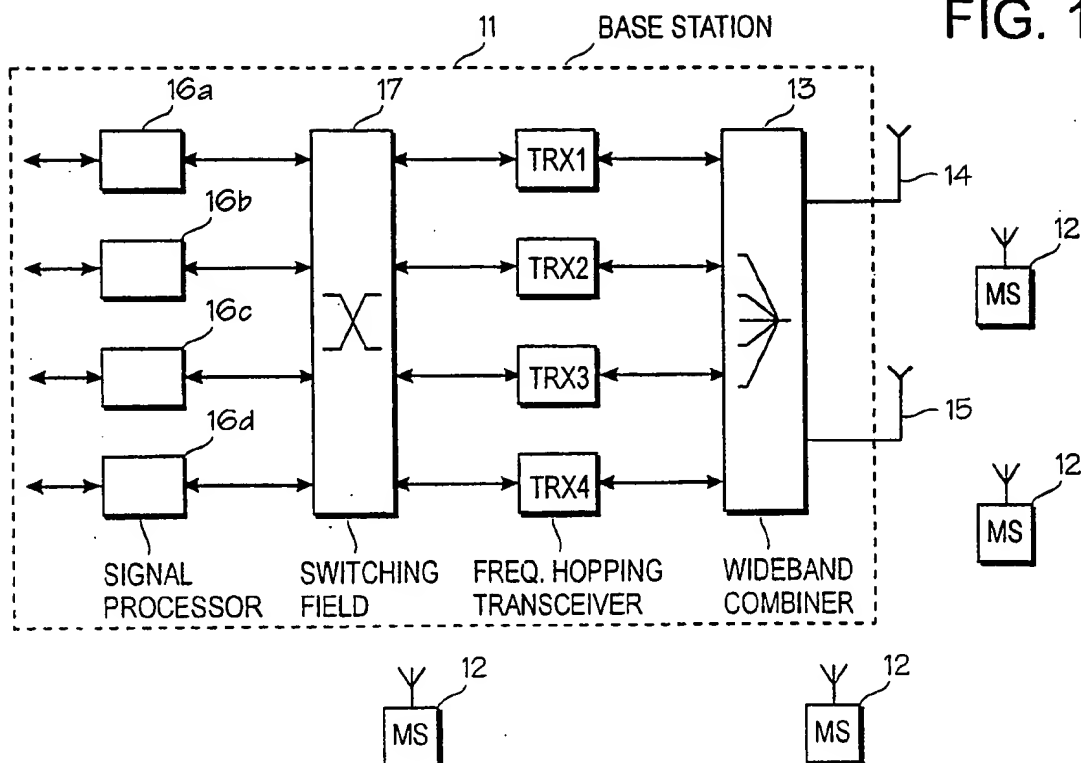 FIG. 1
11 BASE STATION
16a 17 13
TRX1
14
16b
TRX2
12
MS
16c
TRX3
15
16d
TRX4
12
MS
SIGNAL PROCESSOR
SWITCHING FIELD
FREQ. HOPPING TRANSCEIVER
WIDEBAND COMBINER
12
MS
12
MS